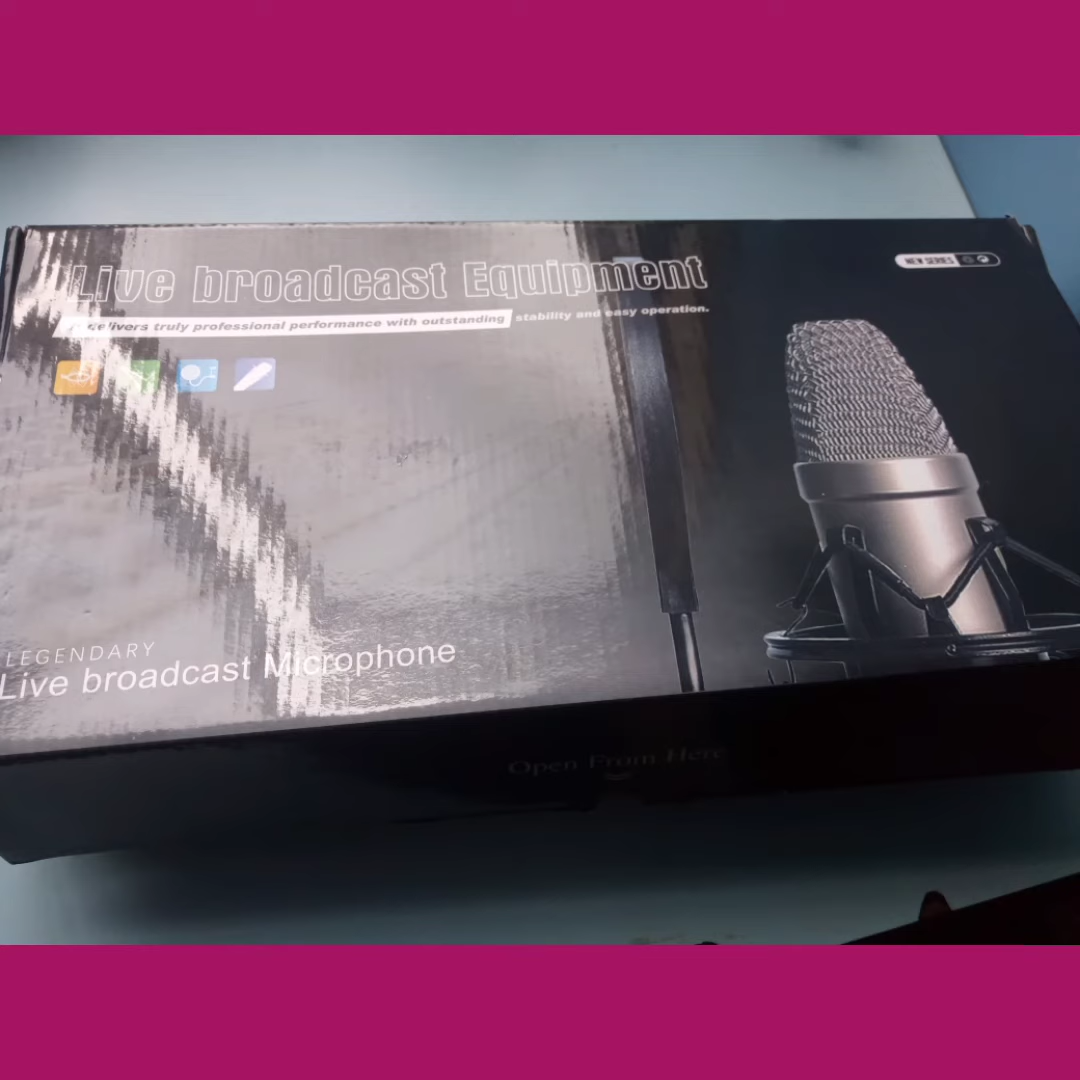 Live broadcast Equipment
NEW SERIES
delivers truly professional performance with outstanding stability and easy operation.
LEGENDARY
Live broadcast Microphone
Open From Here